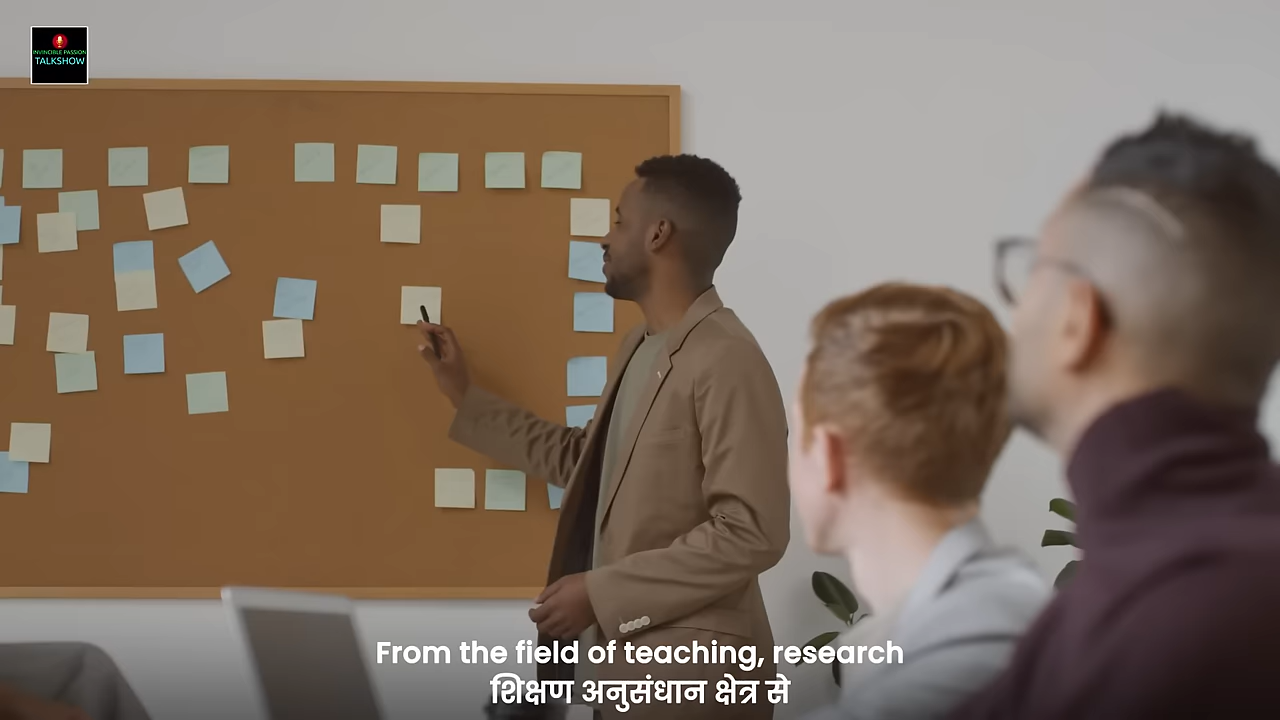 INVINCIBLE PASSION
TALKSHOW
From the field of teaching, research
शिक्षण अनुसंधान क्षेत्र से